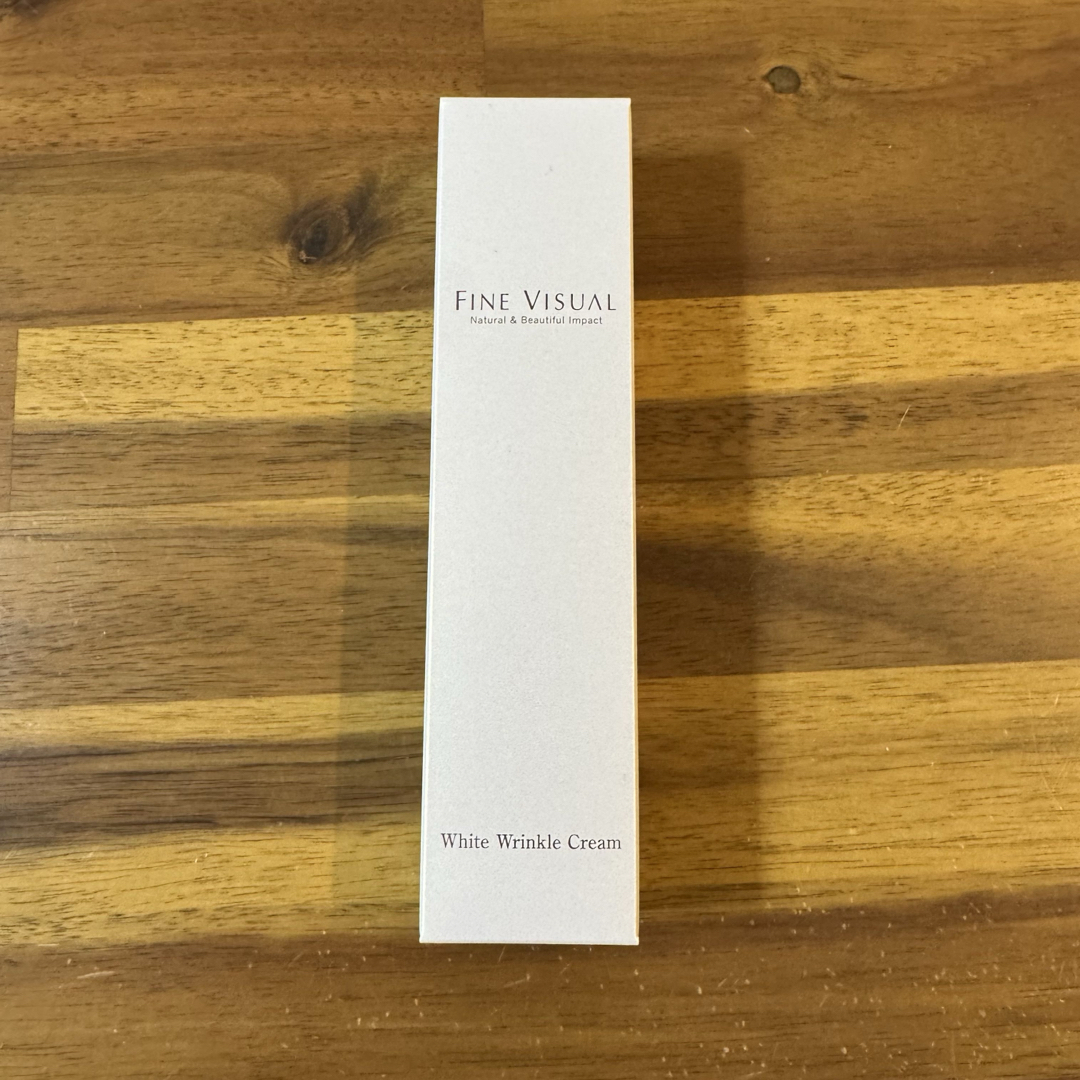 FINE VISUAL
Natural & Beautiful Impact
White Wrinkle Cream